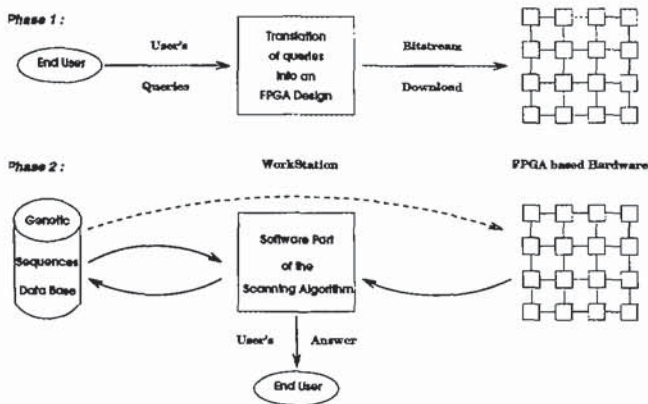 Phase 1 :
End User
User's
Queries
Translation
of queries
into an
FPGA Design
Bitstream
Download
Phase 2 :
WorkStation
FPGA based Hardware
Genetic
Sequences
Data Base
Software Part
of the
Scanning Algorithm
User's Answer
End User